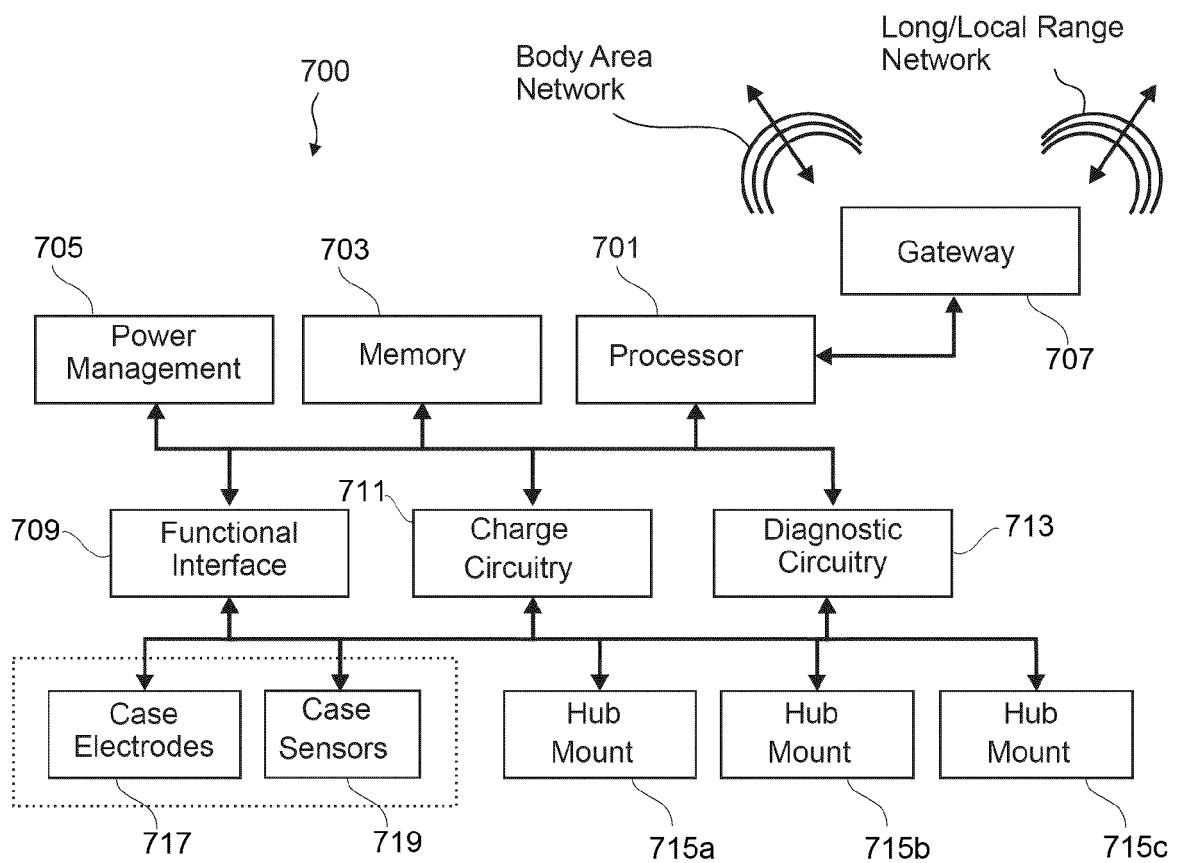 Long/Local Range
Network
Body Area
Network
700
705
703
701
Gateway
Power
Management
Memory
Processor
707
711
709
Functional
Interface
Charge
Circuitry
Diagnostic
Circuitry
713
Case
Electrodes
Case
Sensors
Hub
Mount
Hub
Mount
Hub
Mount
717
719
715a
715b
715c